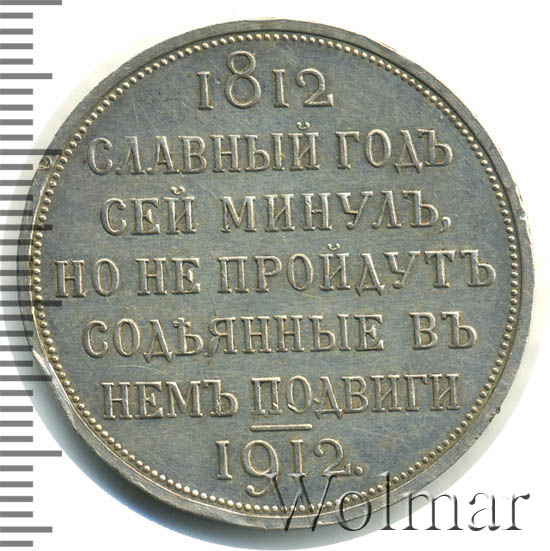 1812
СЛАВНЫЙ ГОДЪ
СЕЙ МИНУЛЪ,
НО НЕ ПРОЙДУТЪ
СОДѢЯННЫЕ ВЪ
НЕМЪ ПОДВИГИ
1912.
Wolmar